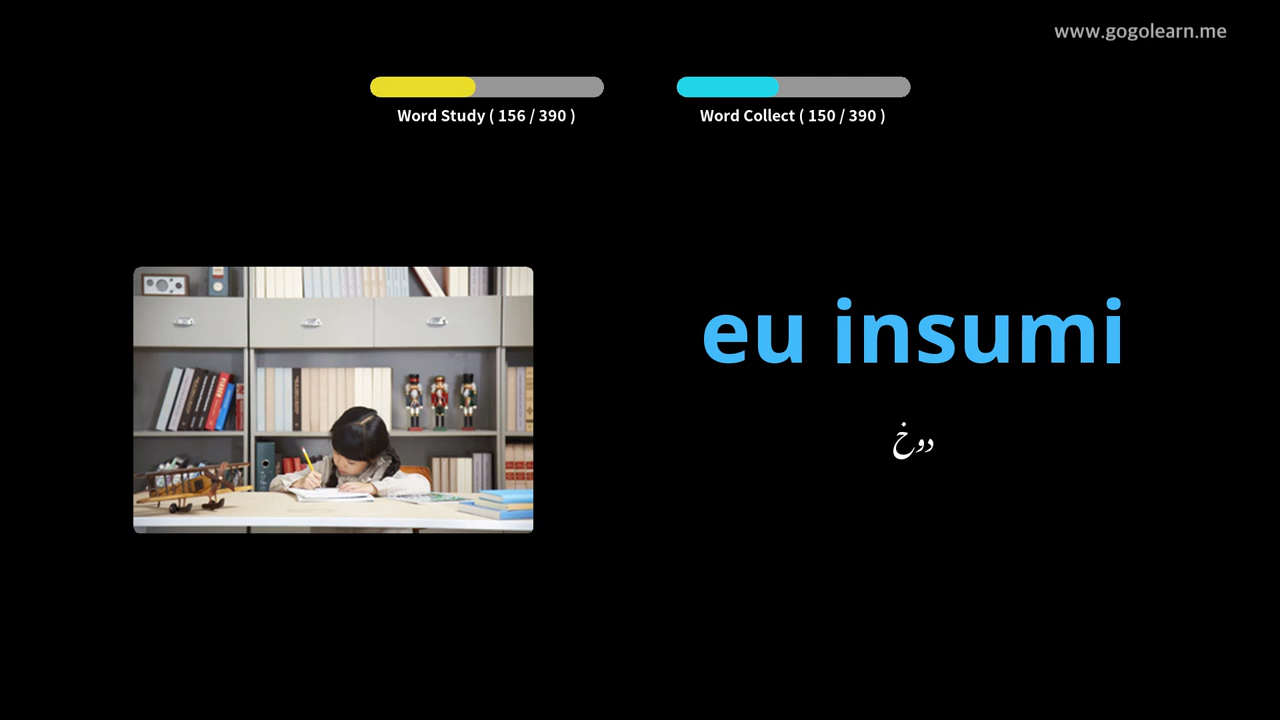 www.gogolearn.me
Word Study ( 156 / 390 )
Word Collect ( 150 / 390 )
eu insumi
دوخ